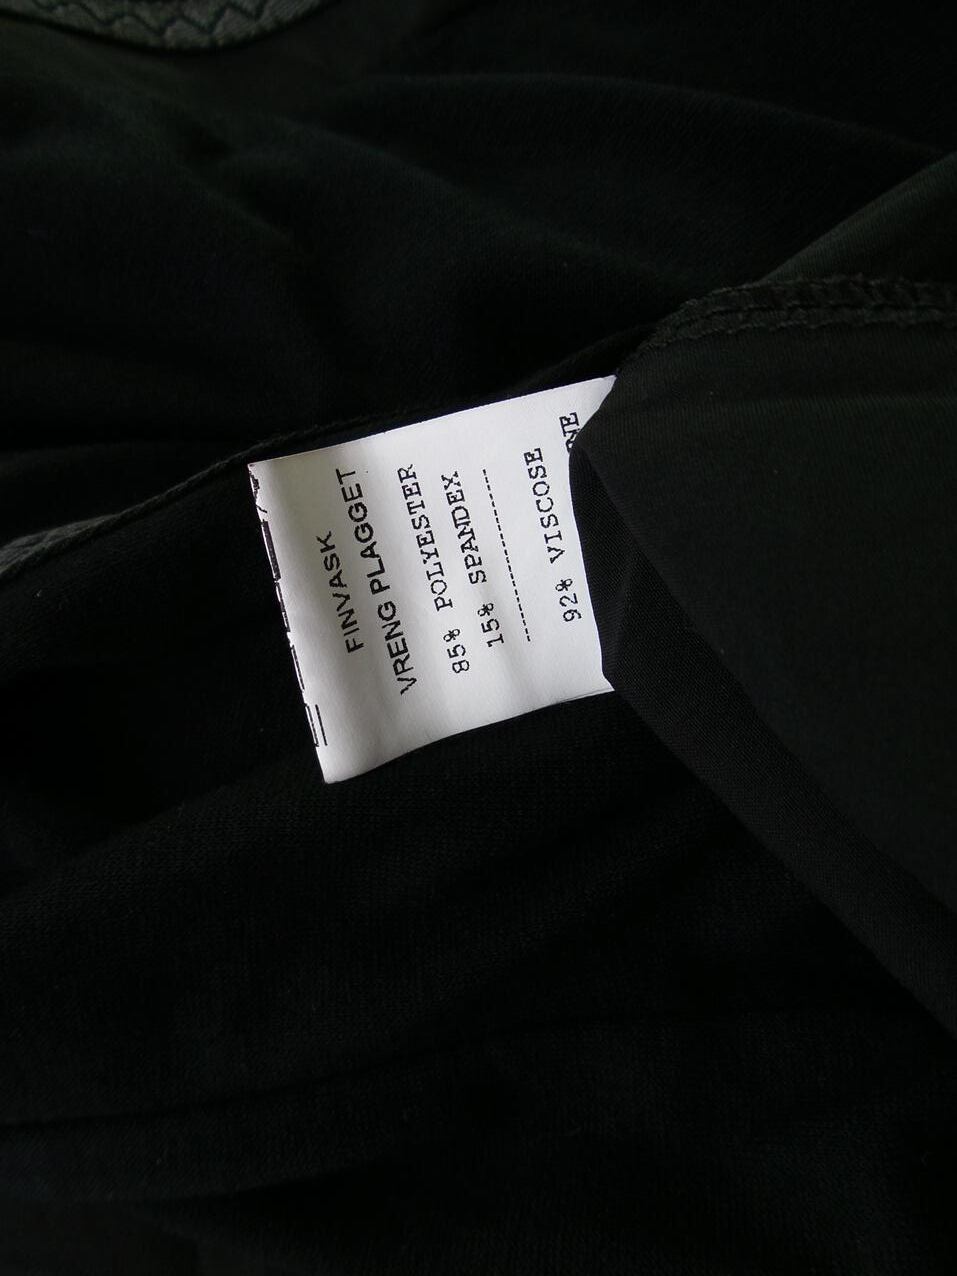 FINVASK
VRENG PLAGGET
85% POLYESTER
15% SPANDEX
--------------------
92% VISCOSE